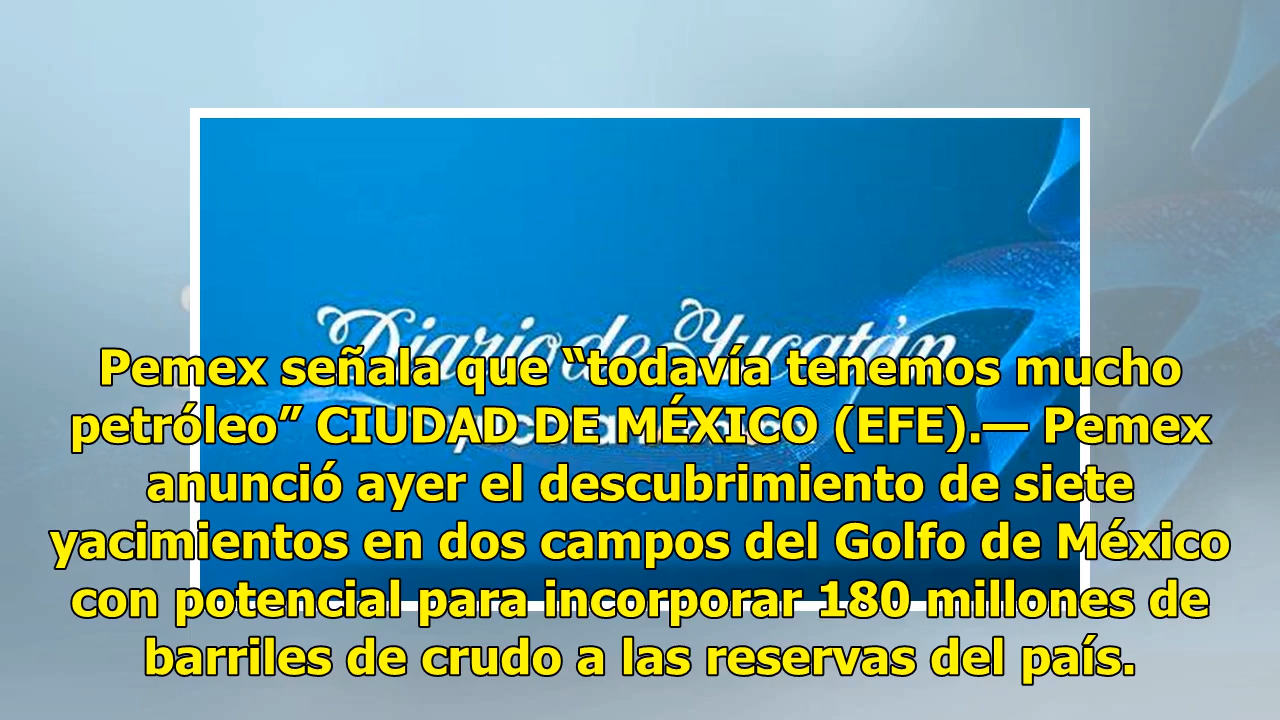 Diario de Yucatán
Pemex señala que “todavía tenemos mucho
petróleo” CIUDAD DE MÉXICO (EFE).— Pemex
anunció ayer el descubrimiento de siete
yacimientos en dos campos del Golfo de México
con potencial para incorporar 180 millones de
barriles de crudo a las reservas del país.